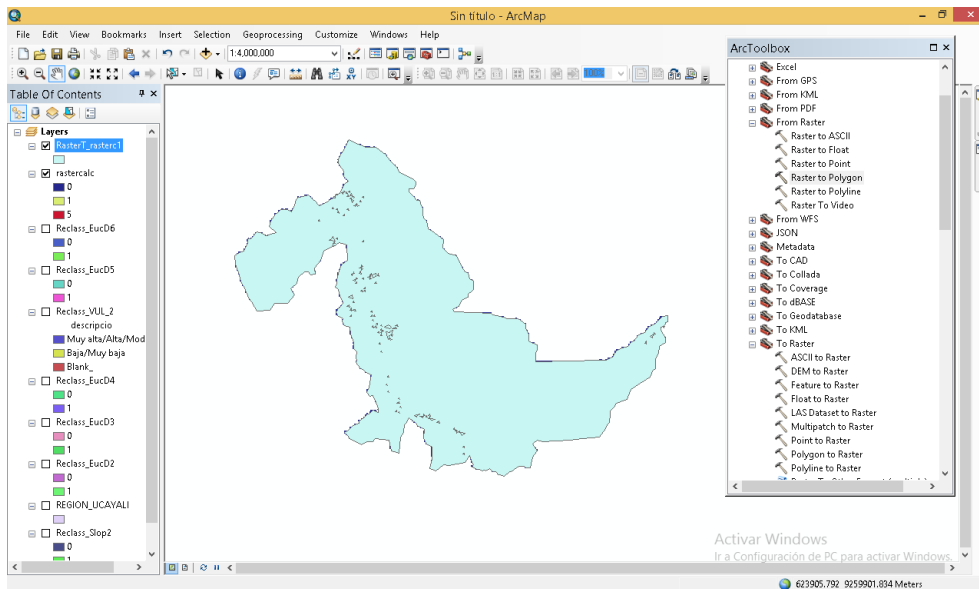 Sin título - ArcMap
File Edit View Bookmarks Insert Selection Geoprocessing Customize Windows Help
1:4,000,000
100%
Table Of Contents
Layers
RasterT_rasterc1
rastercalc
0
1
5
Reclass_EucD6
0
1
Reclass_EucD5
0
1
Reclass_VUL_2
descripcio
Muy alta/Alta/Mod
Baja/Muy baja
Blank_
Reclass_EucD4
0
1
Reclass_EucD3
0
1
Reclass_EucD2
0
1
REGION_UCAYALI
Reclass_Slop2
0
1
ArcToolbox
Excel
From GPS
From KML
From PDF
From Raster
Raster to ASCII
Raster to Float
Raster to Point
Raster to Polygon
Raster to Polyline
Raster To Video
From WFS
JSON
Metadata
To CAD
To Collada
To Coverage
To dBASE
To Geodatabase
To KML
To Raster
ASCII to Raster
DEM to Raster
Feature to Raster
Float to Raster
LAS Dataset to Raster
Multipatch to Raster
Point to Raster
Polygon to Raster
Polyline to Raster
Activar Windows
Ir a Configuración de PC para activar Windows.
623905.792 9259901.834 Meters